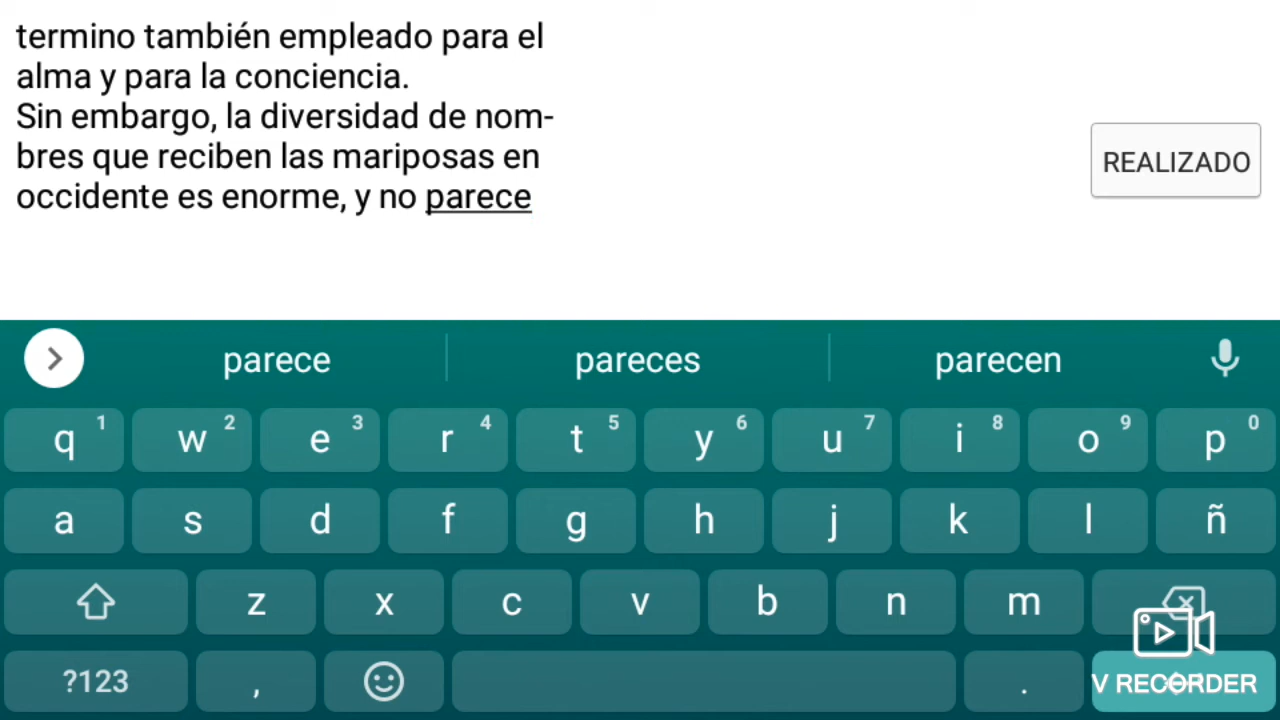 termino también empleado para el
alma y para la conciencia.
Sin embargo, la diversidad de nom-
bres que reciben las mariposas en
occidente es enorme, y no parece
REALIZADO
parece pareces parecen
q 1 w 2 e 3 r 4 t 5 y 6 u 7 i 8 o 9 p 0
a s d f g h j k l ñ
z x c v b n m
?123 , .
V RECORDER